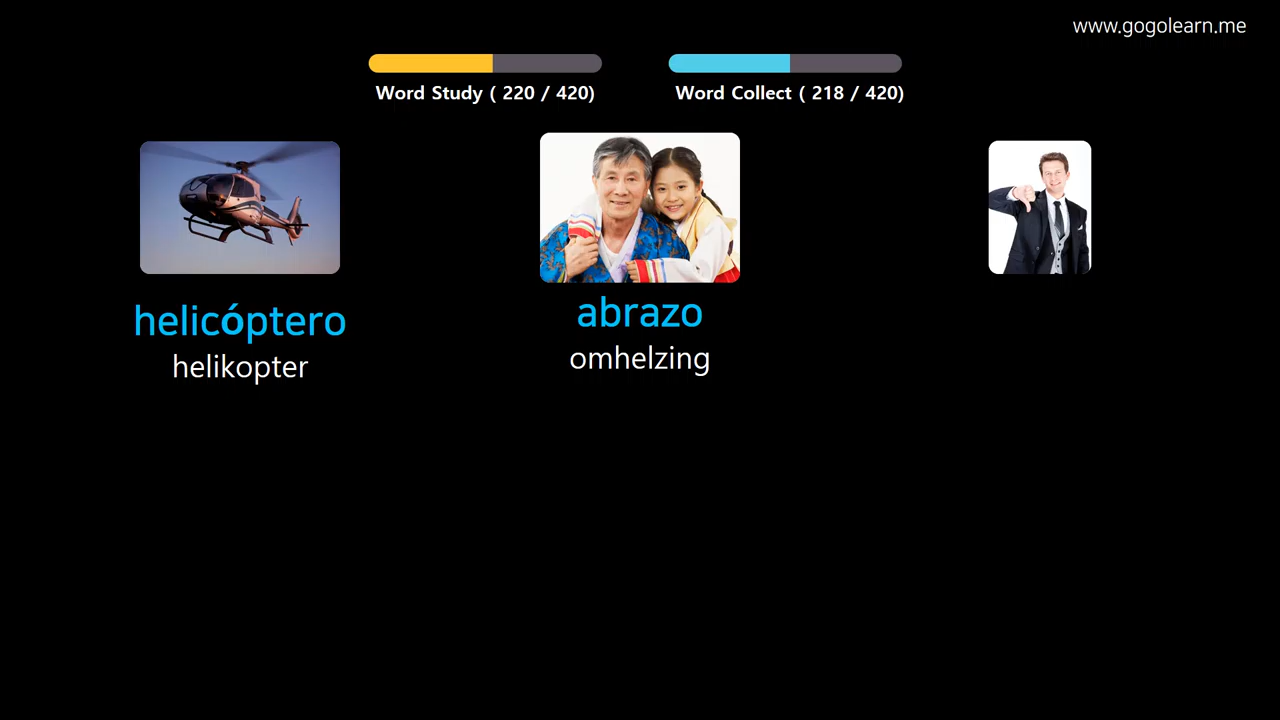 www.gogolearn.me
Word Study ( 220 / 420)
Word Collect ( 218 / 420)
helicóptero
helikopter
abrazo
omhelzing